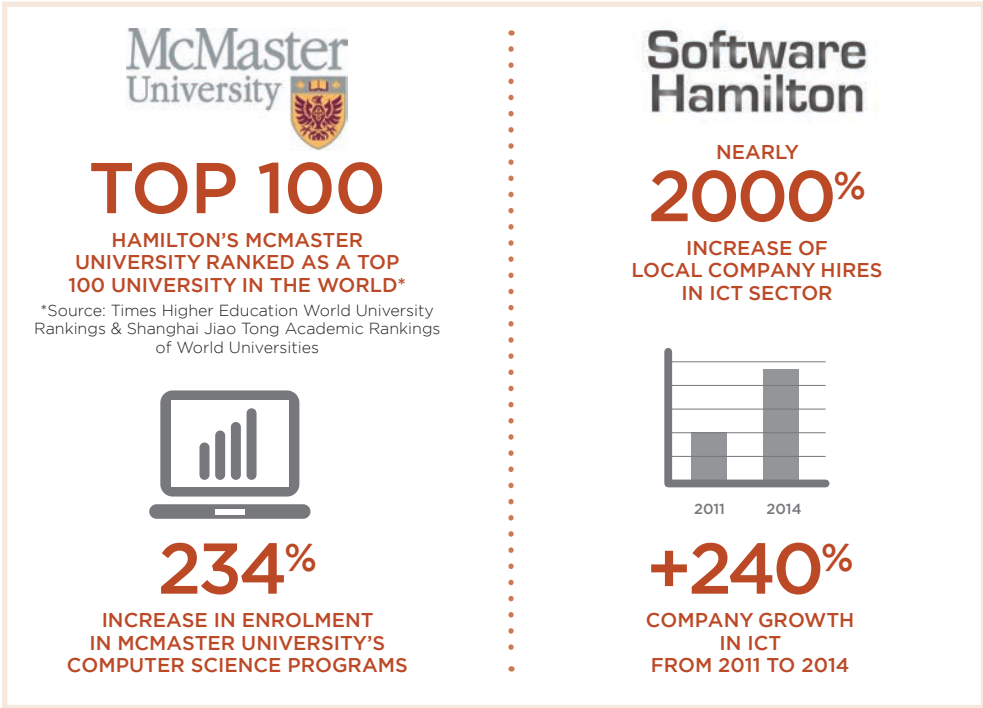 McMaster
University
TOP 100
HAMILTON'S MCMASTER
UNIVERSITY RANKED AS A TOP
100 UNIVERSITY IN THE WORLD*
*Source: Times Higher Education World University
Rankings & Shanghai Jiao Tong Academic Rankings
of World Universities
234%
INCREASE IN ENROLMENT
IN MCMASTER UNIVERSITY'S
COMPUTER SCIENCE PROGRAMS
Software
Hamilton
NEARLY
2000%
INCREASE OF
LOCAL COMPANY HIRES
IN ICT SECTOR
2011 2014
+240%
COMPANY GROWTH
IN ICT
FROM 2011 TO 2014